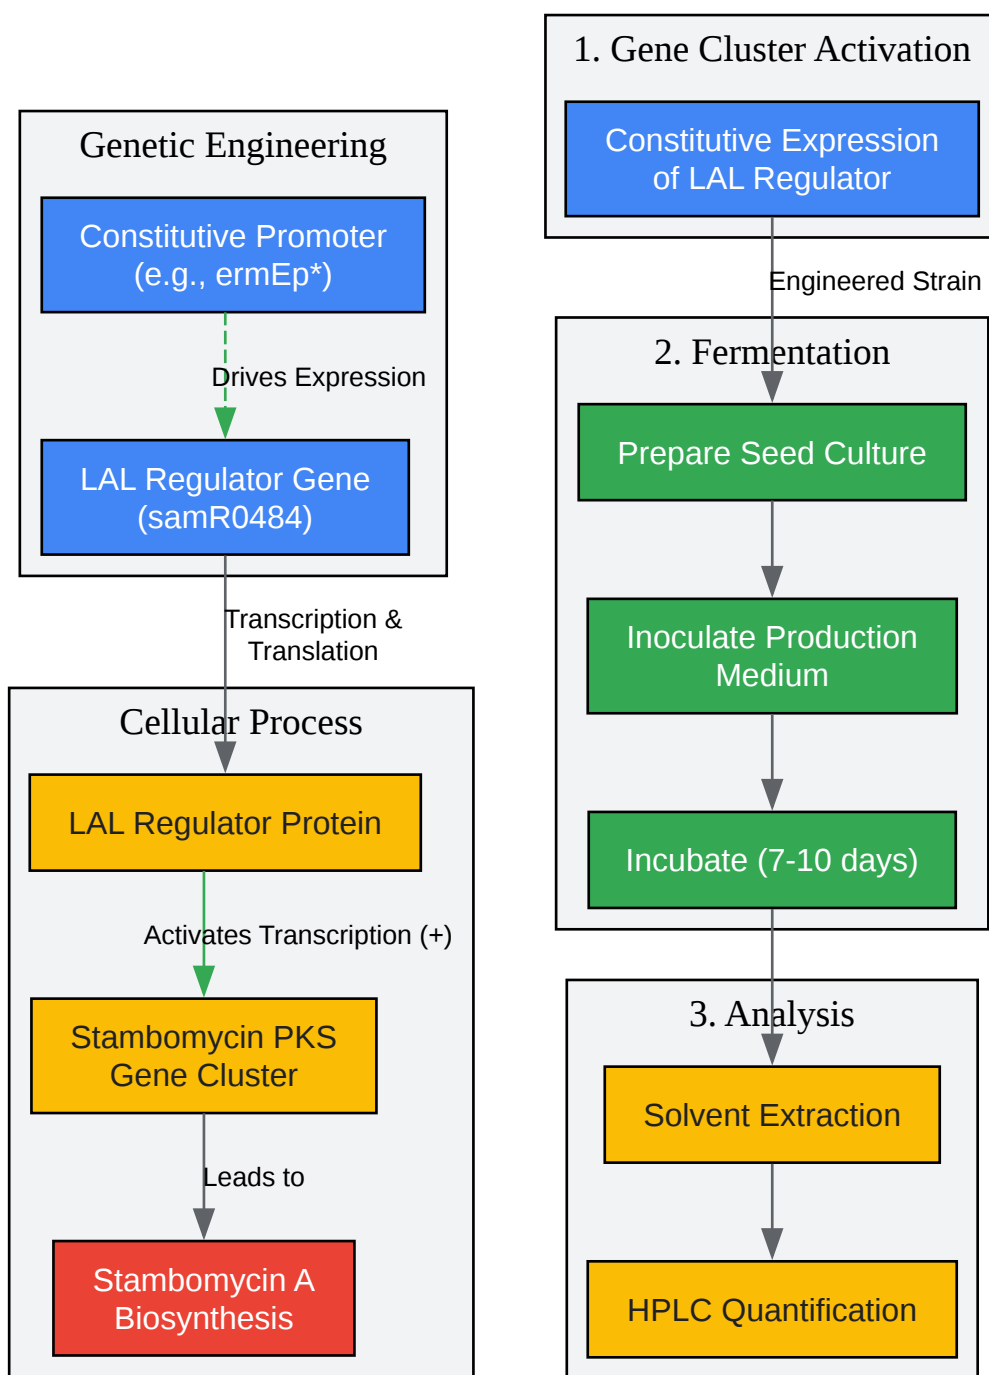 Genetic Engineering
Constitutive Promoter
(e.g., ermEp*)
Drives Expression
LAL Regulator Gene
(samR0484)
Transcription &
Translation
Cellular Process
LAL Regulator Protein
Activates Transcription (+)
Stambomycin PKS
Gene Cluster
Leads to
Stambomycin A
Biosynthesis
1. Gene Cluster Activation
Constitutive Expression
of LAL Regulator
Engineered Strain
2. Fermentation
Prepare Seed Culture
Inoculate Production
Medium
Incubate (7-10 days)
3. Analysis
Solvent Extraction
HPLC Quantification